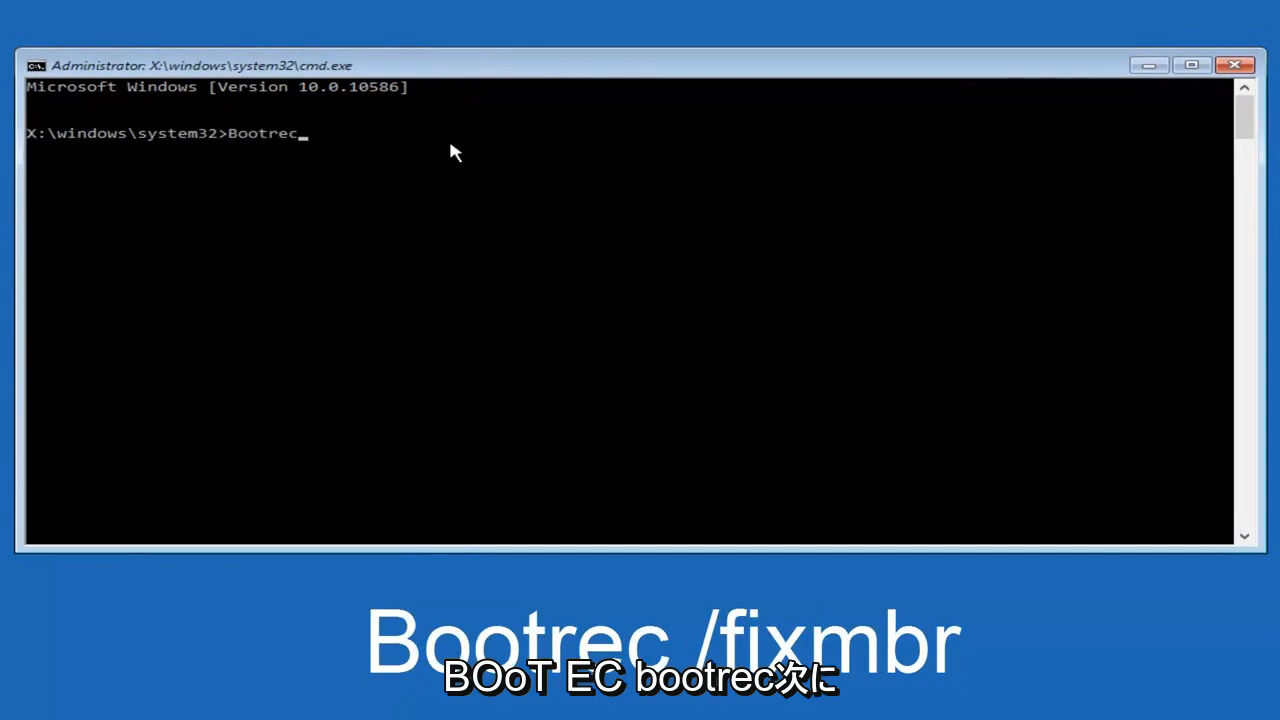 Administrator: X:\windows\system32\cmd.exe
Microsoft Windows [Version 10.0.10586]
X:\windows\system32>Bootrec_
Bootrec /fixmbr
BOoT EC bootrec次に